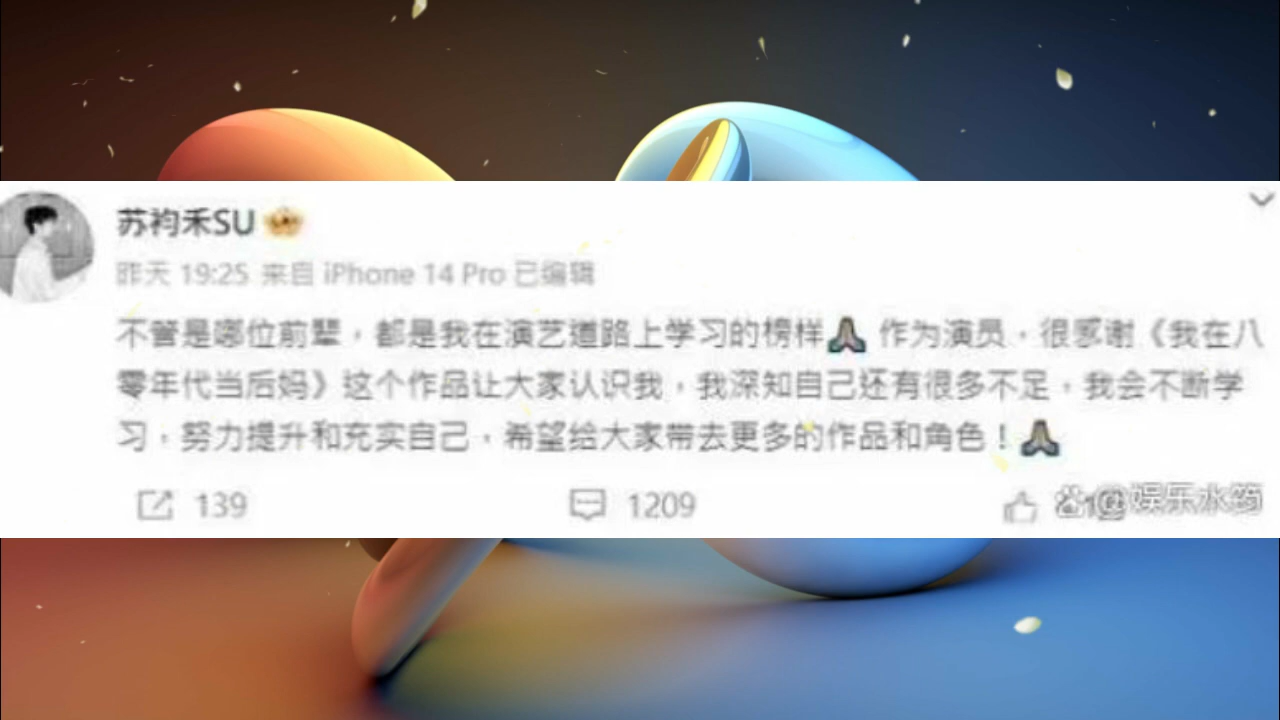 苏袀禾SU
昨天 19:25 来自 iPhone 14 Pro 已编辑
不管是哪位前辈，都是我在演艺道路上学习的榜样🙏 作为演员，很感谢《我在八
零年代当后妈》这个作品让大家认识我，我深知自己还有很多不足，我会不断学
习，努力提升和充实自己，希望给大家带去更多的作品和角色！🙏
139
1209
@娱乐水笃